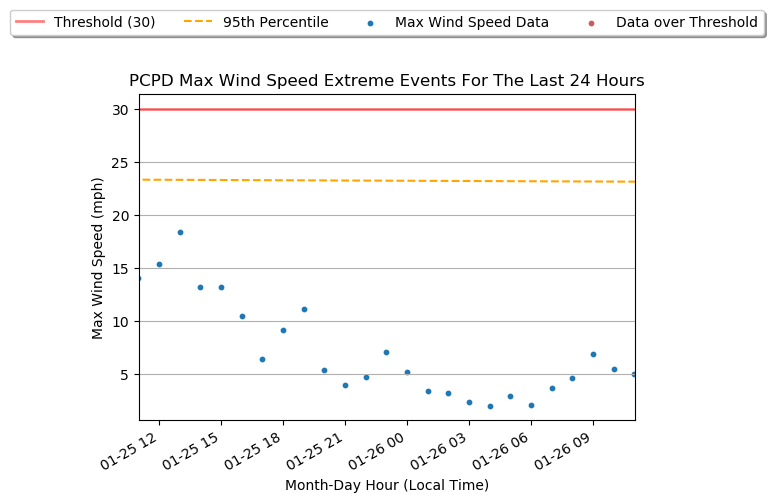 Threshold (30) 95th Percentile Max Wind Speed Data Data over Threshold
PCPD Max Wind Speed Extreme Events For The Last 24 Hours
Max Wind Speed (mph)
30
25
20
15
10
5
01-25 12 01-25 15 01-25 18 01-25 21 01-26 00 01-26 03 01-26 06 01-26 09
Month-Day Hour (Local Time)